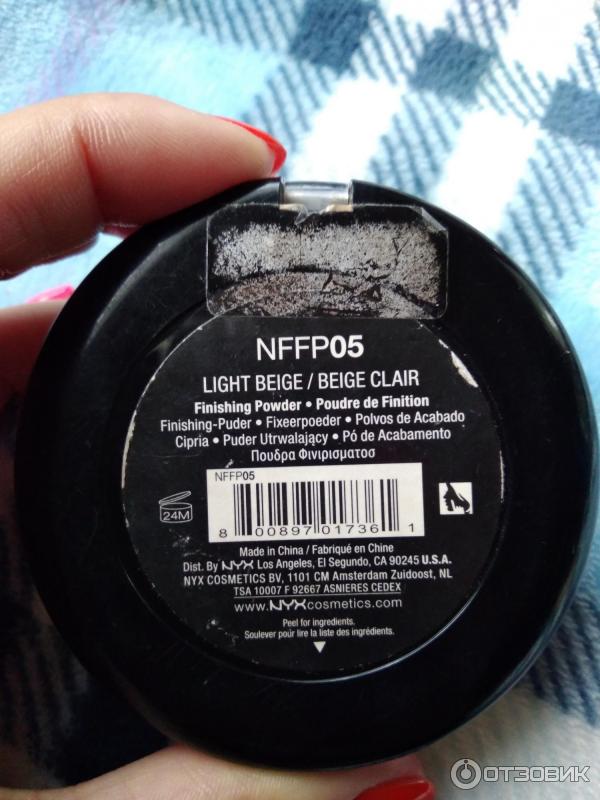 NFFP05
LIGHT BEIGE / BEIGE CLAIR
Finishing Powder • Poudre de Finition
Finishing-Puder • Fixeerpoeder • Polvos de Acabado
Cipria • Puder Utrwalający • Pó de Acabamento
Πουδρα Φινιρισματοσ
NFFP05
24M
8 00897 01736 1
Made in China / Fabriqué en Chine
Dist. By NYX Los Angeles, El Segundo, CA 90245 U.S.A.
NYX COSMETICS BV, 1101 CM Amsterdam Zuidoost, NL
TSA 10007 F 92667 ASNIERES CEDEX
www.NYXcosmetics.com
Peel for ingredients.
Soulever pour lire la liste des ingrédients.
ОТЗОВИК